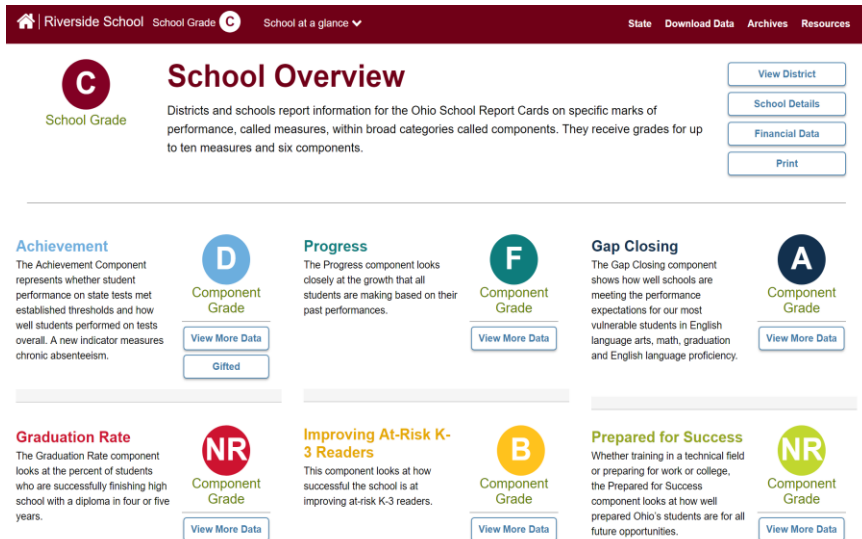 Riverside School School Grade C School at a glance State Download Data Archives Resources
C
School Grade
School Overview
Districts and schools report information for the Ohio School Report Cards on specific marks of
performance, called measures, within broad categories called components. They receive grades for up
to ten measures and six components.
View District
School Details
Financial Data
Print
Achievement
The Achievement Component
represents whether student
performance on state tests met
established thresholds and how
well students performed on tests
overall. A new indicator measures
chronic absenteeism.
D
Component
Grade
View More Data
Gifted
Progress
The Progress component looks
closely at the growth that all
students are making based on their
past performances.
F
Component
Grade
View More Data
Gap Closing
The Gap Closing component
shows how well schools are
meeting the performance
expectations for our most
vulnerable students in English
language arts, math, graduation
and English language proficiency.
A
Component
Grade
View More Data
Graduation Rate
The Graduation Rate component
looks at the percent of students
who are successfully finishing high
school with a diploma in four or five
years.
NR
Component
Grade
View More Data
Improving At-Risk K-
3 Readers
This component looks at how
successful the school is at
improving at-risk K-3 readers.
B
Component
Grade
View More Data
Prepared for Success
Whether training in a technical field
or preparing for work or college,
the Prepared for Success
component looks at how well
prepared Ohio's students are for all
future opportunities.
NR
Component
Grade
View More Data